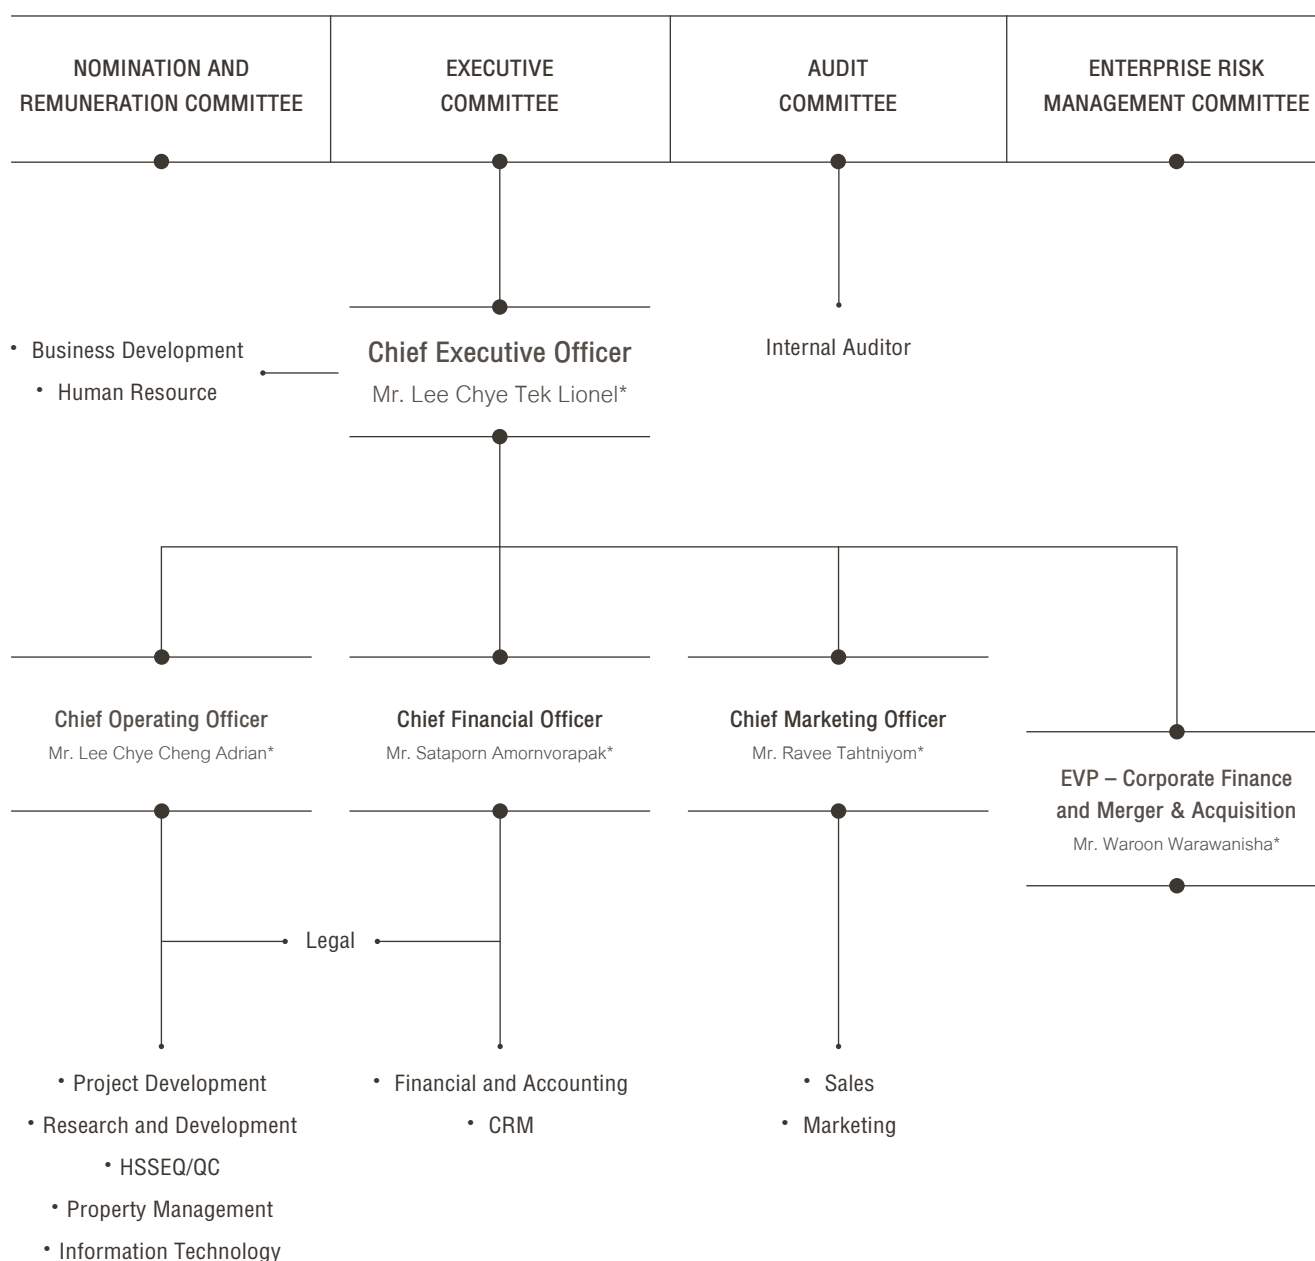 NOMINATION AND
REMUNERATION COMMITTEE
EXECUTIVE
COMMITTEE
AUDIT
COMMITTEE
ENTERPRISE RISK
MANAGEMENT COMMITTEE
• Business Development
• Human Resource
Chief Executive Officer
Mr. Lee Chye Tek Lionel*
Internal Auditor
Chief Operating Officer
Mr. Lee Chye Cheng Adrian*
Chief Financial Officer
Mr. Sataporn Amornvorapak*
Chief Marketing Officer
Mr. Ravee Tahtniyom*
EVP – Corporate Finance
and Merger & Acquisition
Mr. Waroon Warawanisha*
Legal
• Project Development
• Research and Development
• HSSEQ/QC
• Property Management
• Information Technology
• Financial and Accounting
• CRM
• Sales
• Marketing